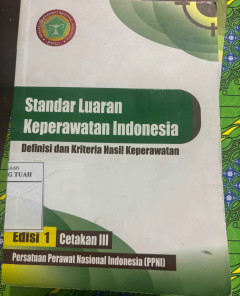 Standar Luaran
Keperawatan Indonesia
Definisi dan Kriteria Hasil Keperawatan
G TUAH
Edisi 1 Cetakan III
Persatuan Perawat Nasional Indonesia (PPNI)